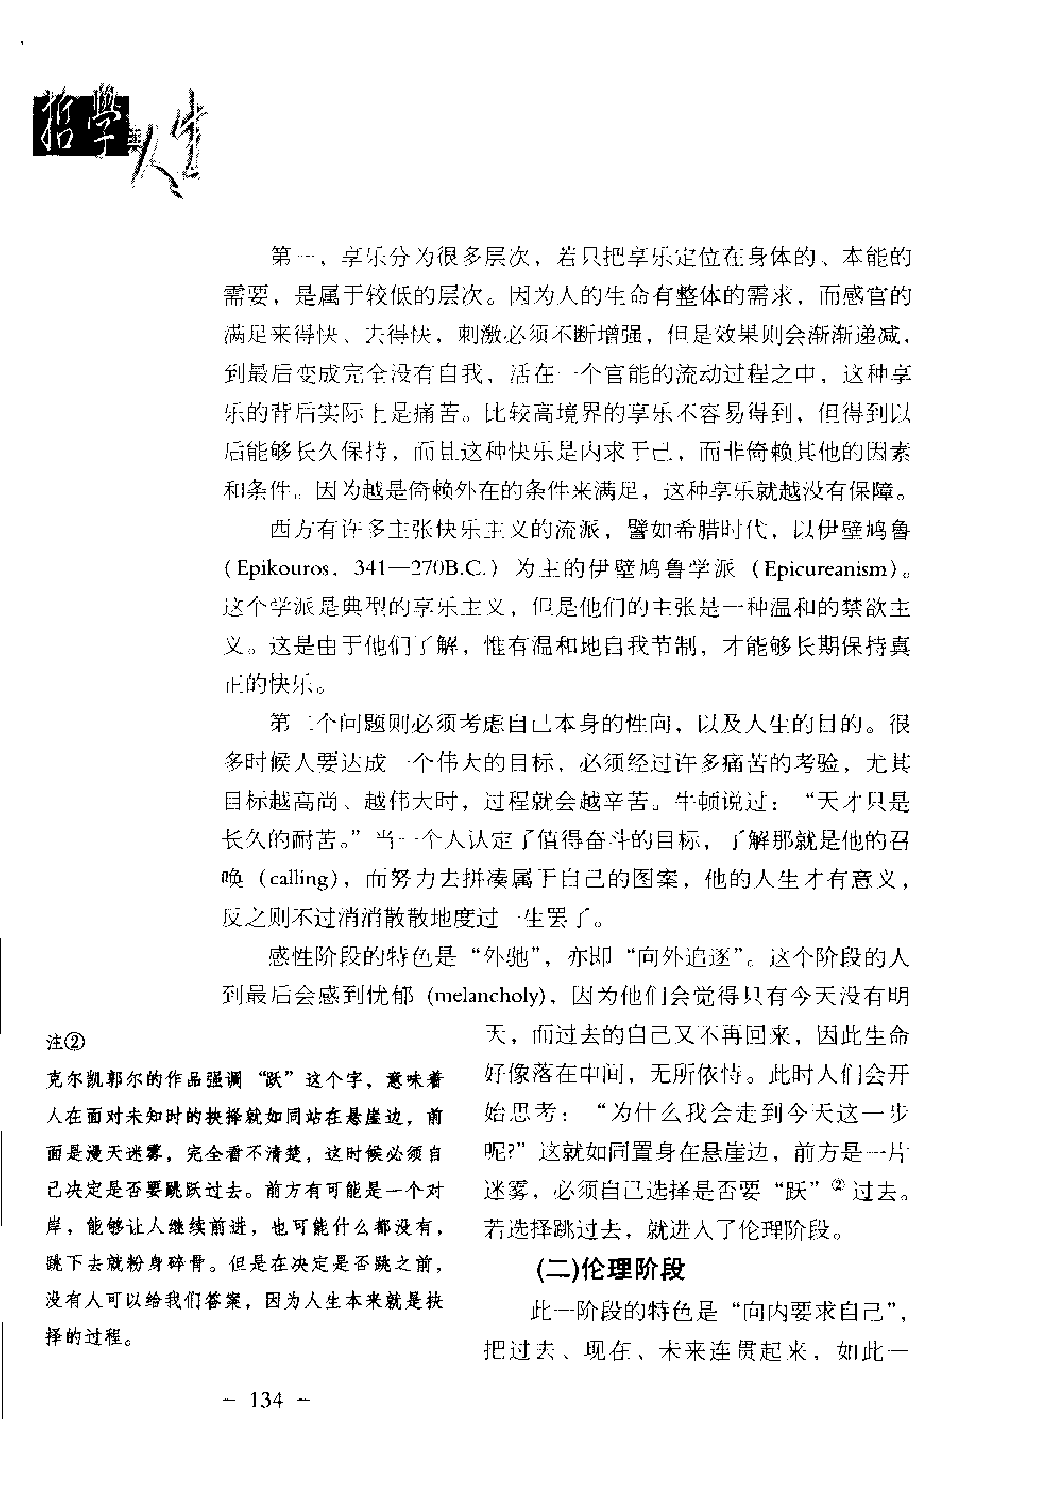 哲學與人生
第一，享乐分为很多层次，若只把享乐定位在身体的、本能的
需要，是属于较低的层次。因为人的生命有整体的需求，而感官的
满足来得快、去得快，刺激必须不断增强，但是效果则会渐渐递减，
到最后变成完全没有自我，活在一个官能的流动过程之中，这种享
乐的背后实际上是痛苦。比较高境界的享乐不容易得到，但得到以
后能够长久保持，而且这种快乐是内求于己，而非倚赖其他的因素
和条件。因为越是倚赖外在的条件来满足，这种享乐就越没有保障。
西方有许多主张快乐主义的流派，譬如希腊时代，以伊壁鸠鲁
(Epikouros，341—270B.C.) 为主的伊壁鸠鲁学派 (Epicureanism)。
这个学派是典型的享乐主义，但是他们的主张是一种温和的禁欲主
义。这是由于他们了解，惟有温和地自我节制，才能够长期保持真
正的快乐。
第二个问题则必须考虑自己本身的性向，以及人生的目的。很
多时候人要达成一个伟大的目标，必须经过许多痛苦的考验，尤其
目标越高尚、越伟大时，过程就会越辛苦。牛顿说过：“天才只是
长久的耐苦。”当一个人认定了值得奋斗的目标，了解那就是他的召
唤 (calling)，而努力去拼凑属于自己的图案，他的人生才有意义，
反之则不过消消散散地度过一生罢了。
感性阶段的特色是“外驰”，亦即“向外追逐”。这个阶段的人
到最后会感到忧郁 (melancholy)，因为他们会觉得只有今天没有明
天，而过去的自己又不再回来，因此生命
好像落在中间，无所依恃。此时人们会开
始思考：“为什么我会走到今天这一步
呢?”这就如同置身在悬崖边，前方是一片
迷雾，必须自己选择是否要“跃”② 过去。
若选择跳过去，就进入了伦理阶段。
(二)伦理阶段
此一阶段的特色是“向内要求自己”，
把过去、现在、未来连贯起来，如此一
注②
克尔凯郭尔的作品强调“跃”这个字，意味着
人在面对未知时的抉择就如同站在悬崖边，前
面是漫天迷雾，完全看不清楚，这时候必须自
己决定是否要跳跃过去。前方有可能是一个对
岸，能够让人继续前进，也可能什么都没有，
跳下去就粉身碎骨。但是在决定是否跳之前，
没有人可以给我们答案，因为人生本来就是抉
择的过程。
– 134 –